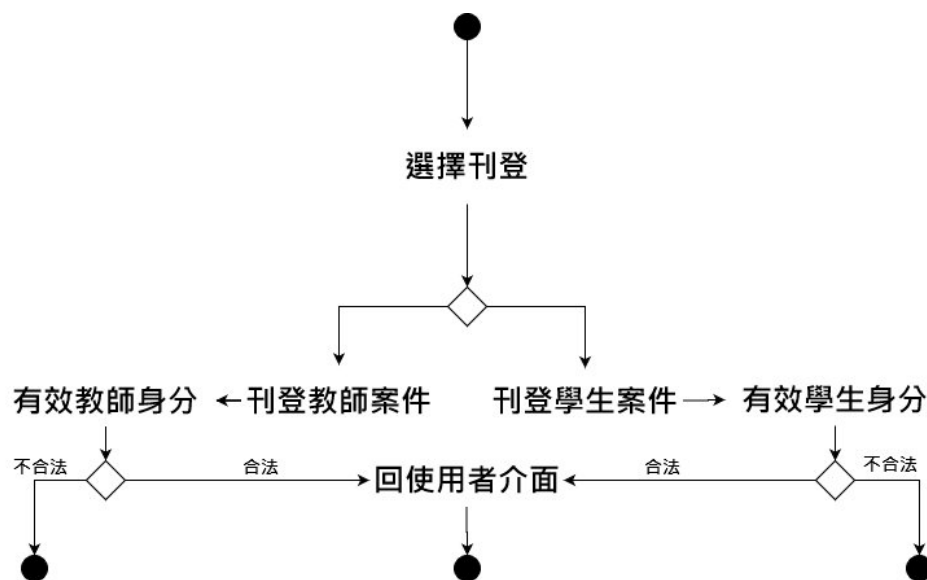 選擇刊登
有效教師身分
刊登教師案件
刊登學生案件
有效學生身分
不合法
合法
回使用者介面
合法
不合法